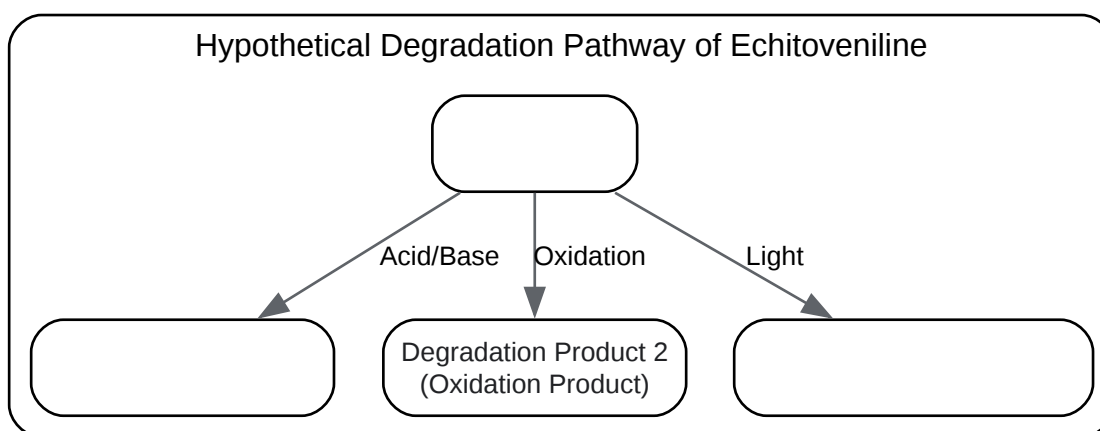 Hypothetical Degradation Pathway of Echitoveniline
Acid/Base
Oxidation
Light
Degradation Product 2
(Oxidation Product)